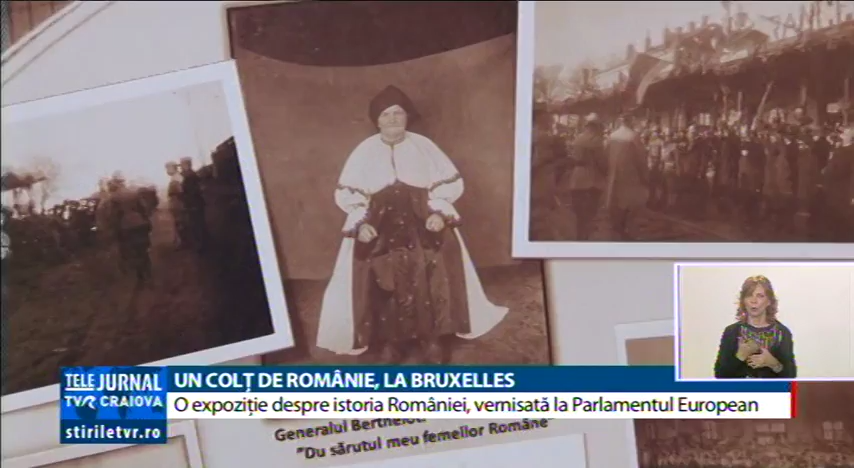 Generalul
"Du sărutul meu femeilor Române"
TELE JURNAL
TVR CRAIOVA
stiriletvr.ro
UN COLȚ DE ROMÂNIE, LA BRUXELLES
O expoziție despre istoria României, vernisată la Parlamentul European